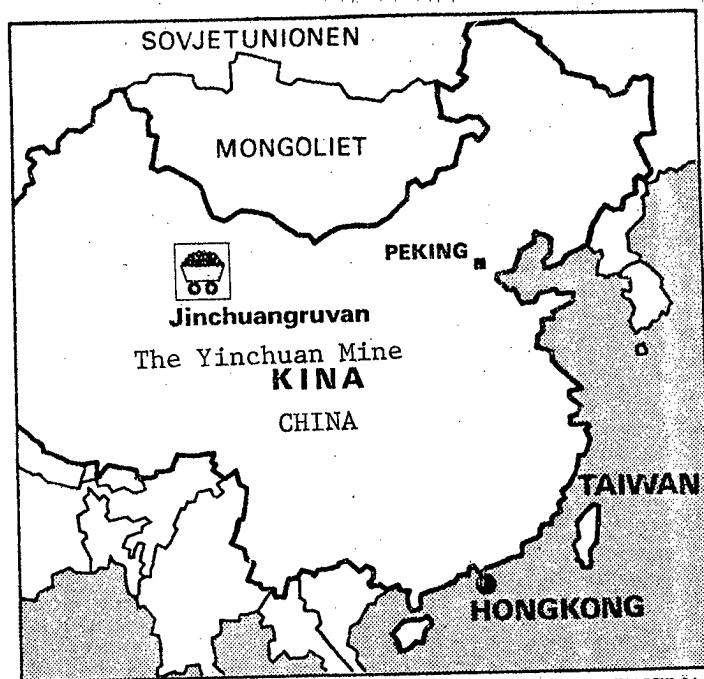 SOVJETUNIONEN
MONGOLIET
PEKING
Jinchuangruvan
The Yinchuan Mine
KINA
CHINA
TAIWAN
HONGKONG